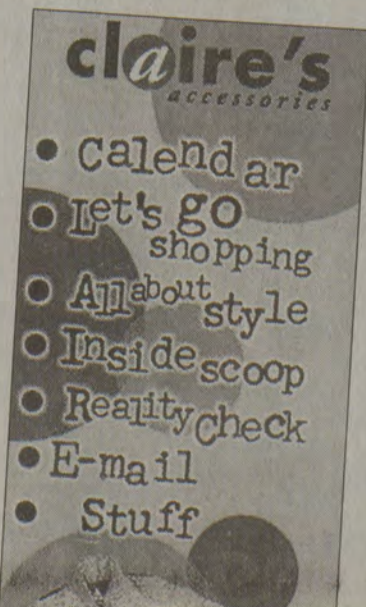 claire's
accessories
• Calendar
• Let's go
shopping
• All about style
• Inside scoop
• Reality check
• E-mail
• Stuff